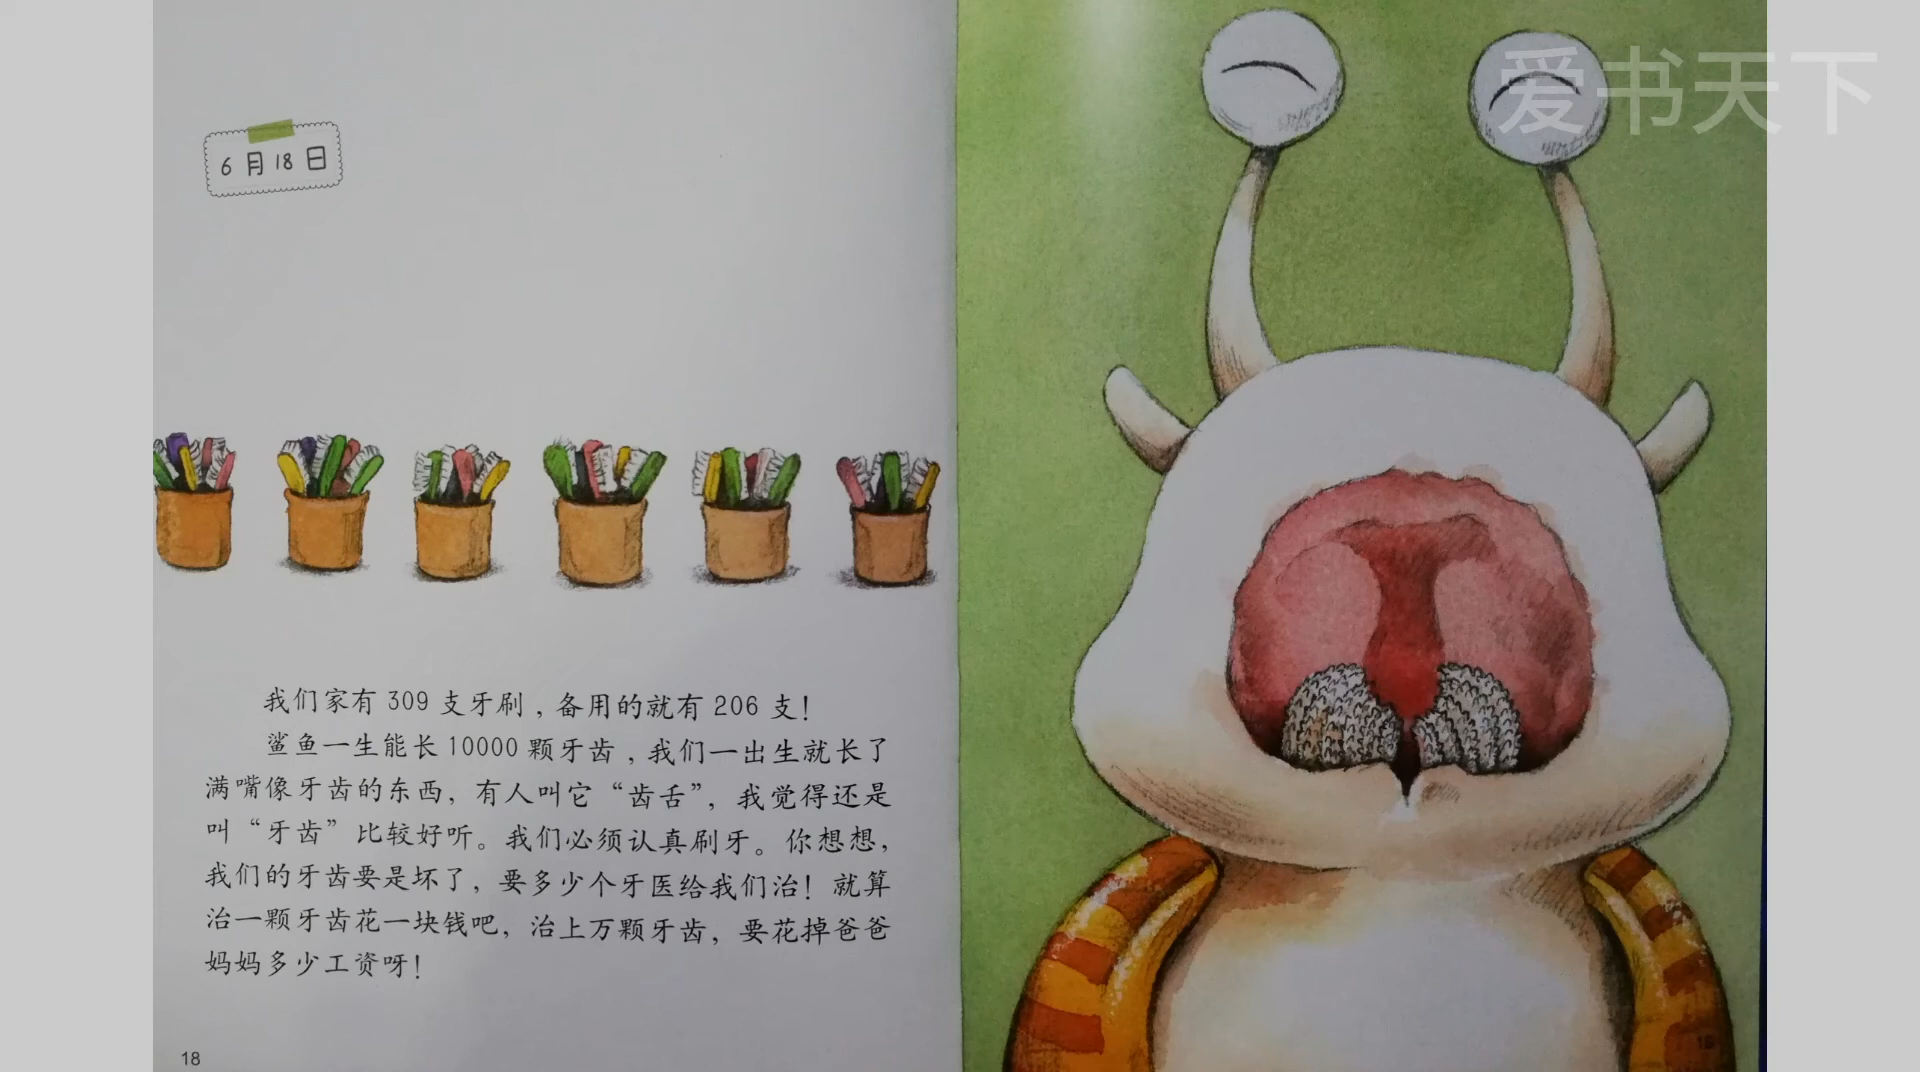 爱书天下
6月18日
我们家有309支牙刷，备用的就有206支！
鲨鱼一生能长10000颗牙齿，我们一出生就长了
满嘴像牙齿的东西，有人叫它“齿舌”，我觉得还是
叫“牙齿”比较好听。我们必须认真刷牙。你想想，
我们的牙齿要是坏了，要多少个牙医给我们治！就算
治一颗牙齿花一块钱吧，治上万颗牙齿，要花掉爸爸
妈妈多少工资呀！
18
19